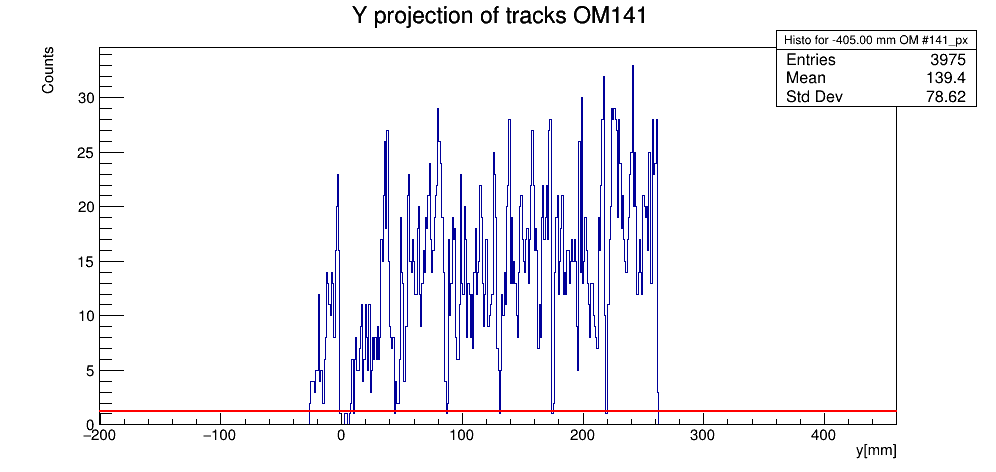 Y projection of tracks OM141
Histo for -405.00 mm OM #141_px
Entries 3975
Mean 139.4
Std Dev 78.62
Counts
30
25
20
15
10
5
0
−200 −100 0 100 200 300 400
y[mm]